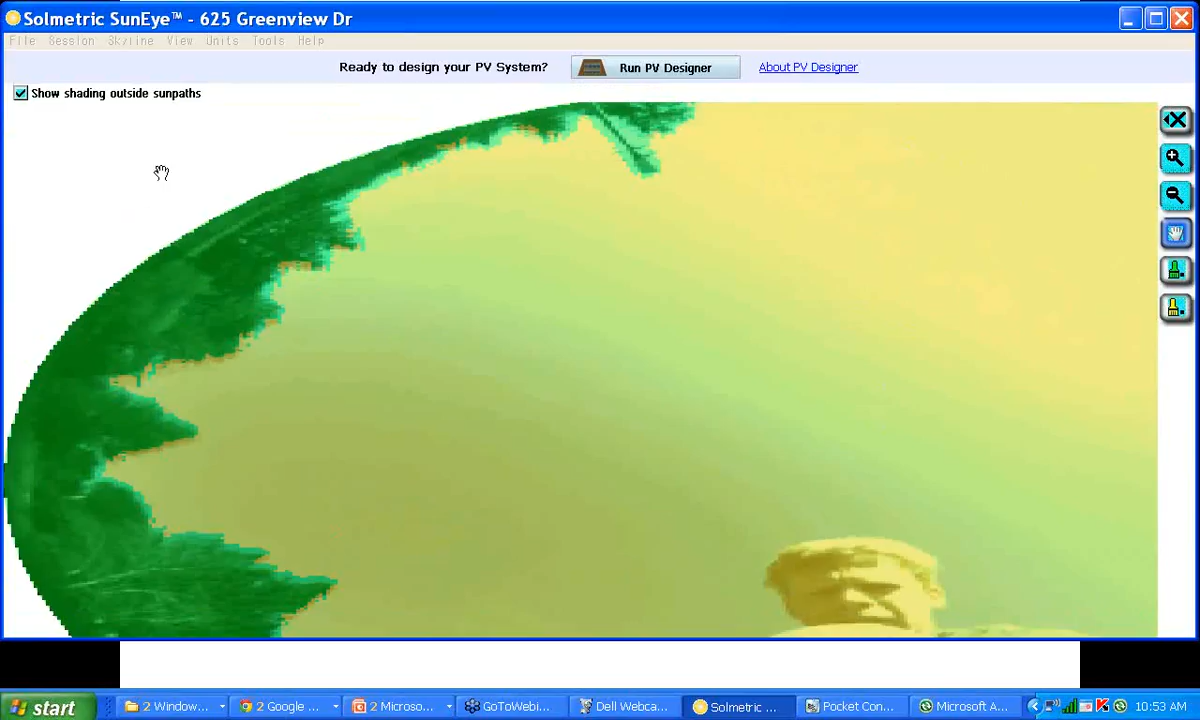 Solmetric SunEye™ - 625 Greenview Dr
File Session Skyline View Units Tools Help
Ready to design your PV System? Run PV Designer About PV Designer
Show shading outside sunpaths
start 2 Window... 2 Google ... 2 Microso... GoToWebi... Dell Webca... Solmetric ... Pocket Con... Microsoft A... 10:53 AM